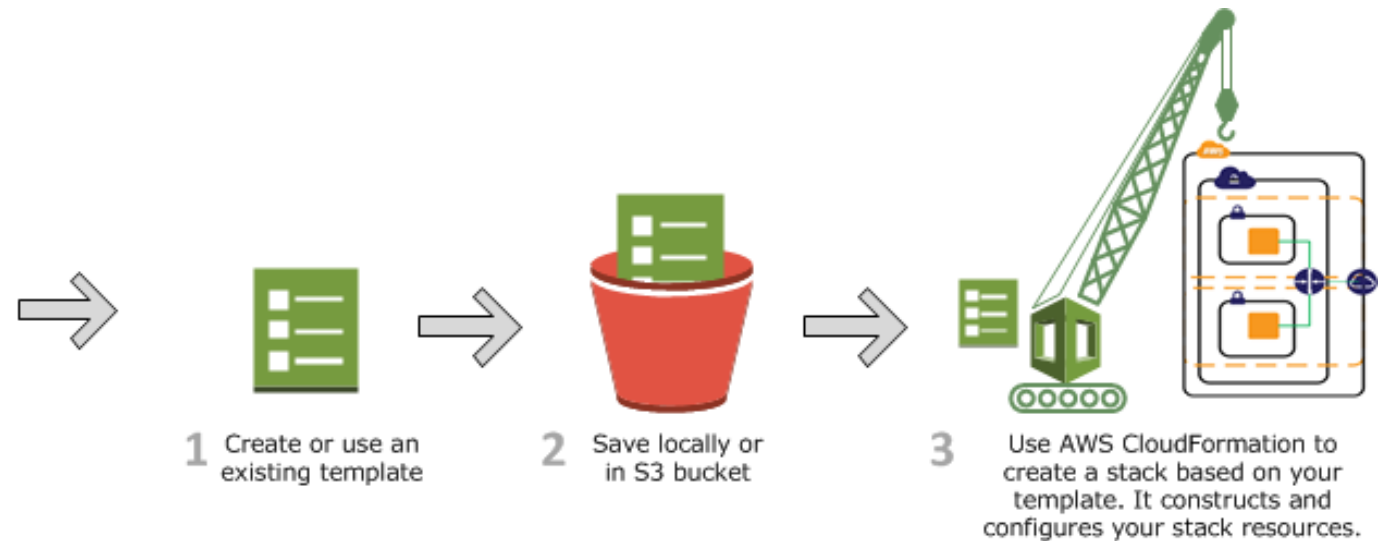 aws
1 Create or use an
existing template
2 Save locally or
in S3 bucket
3 Use AWS CloudFormation to
create a stack based on your
template. It constructs and
configures your stack resources.